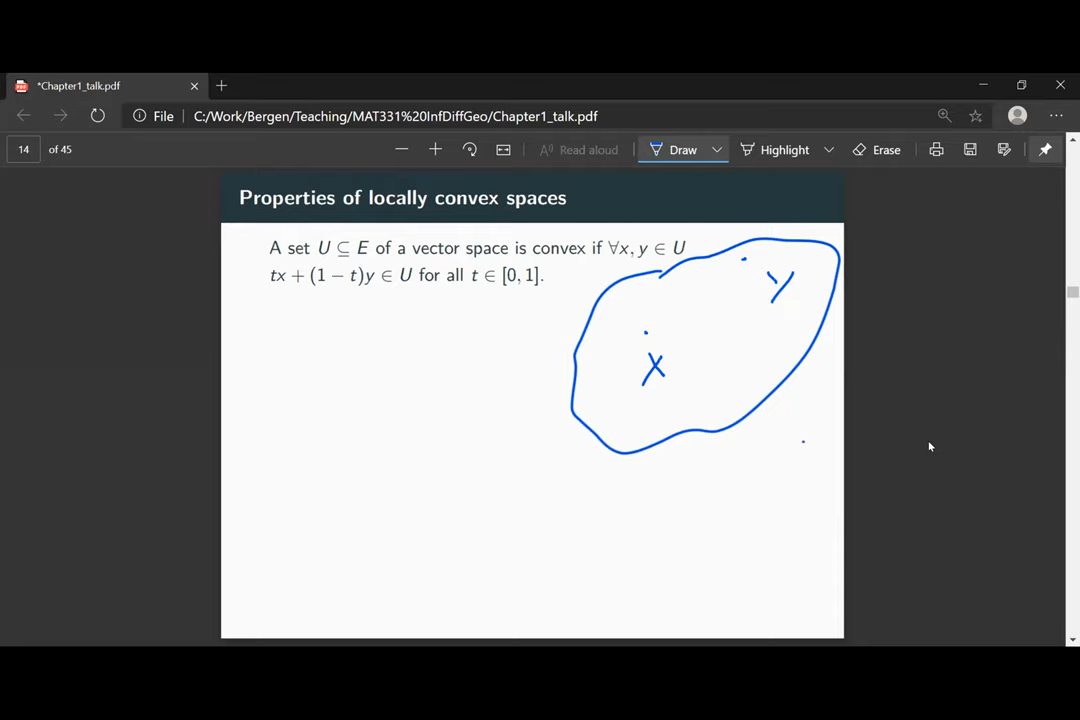 *Chapter1_talk.pdf
File | C:/Work/Bergen/Teaching/MAT331%20InfDiffGeo/Chapter1_talk.pdf
14 of 45 Read aloud Draw Highlight Erase
Properties of locally convex spaces
A set U ⊆ E of a vector space is convex if ∀x, y ∈ U
tx + (1 − t)y ∈ U for all t ∈ [0, 1].
y
x